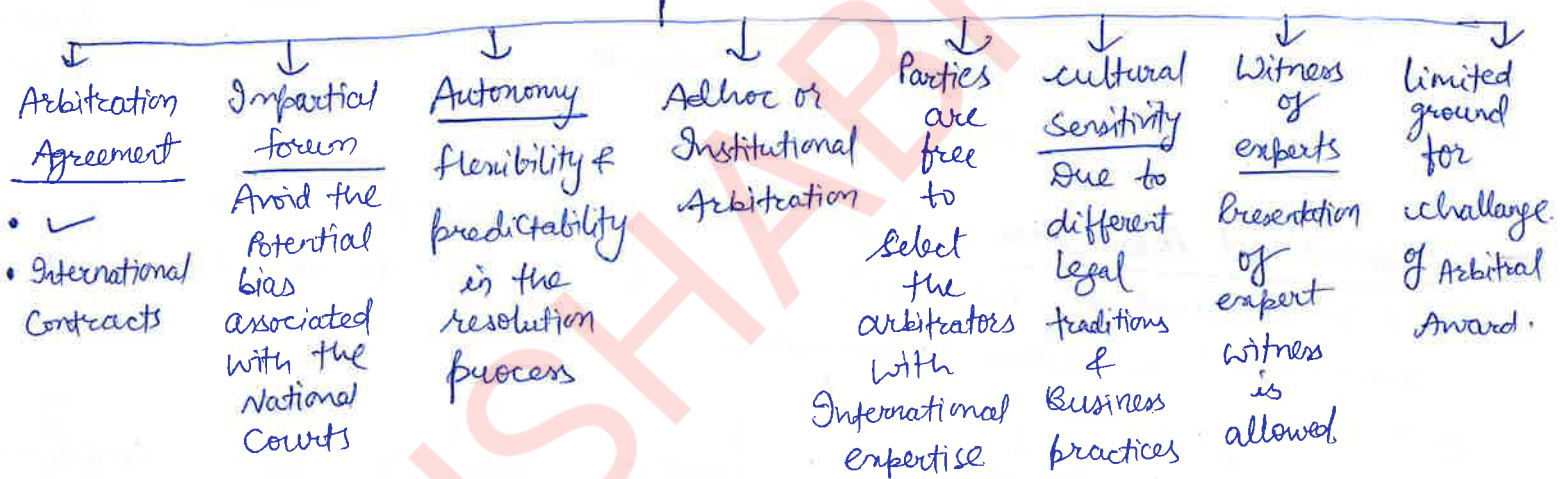 Arbitration
Agreement
• ✓
• International
Contracts
Impartial
forum
Avoid the
Potential
bias
associated
with the
National
Courts
Autonomy
flexibility &
predictability
in the
resolution
process
Adhoc or
Institutional
Arbitration
Parties
are
free
to
select
the
arbitrators
with
International
expertise
cultural
sensitivity
Due to
different
Legal
traditions
&
Business
practices
Witness
of
experts
Presentation
of
expert
witness
is
allowed
limited
ground
for
challange.
of Arbitral
Award.